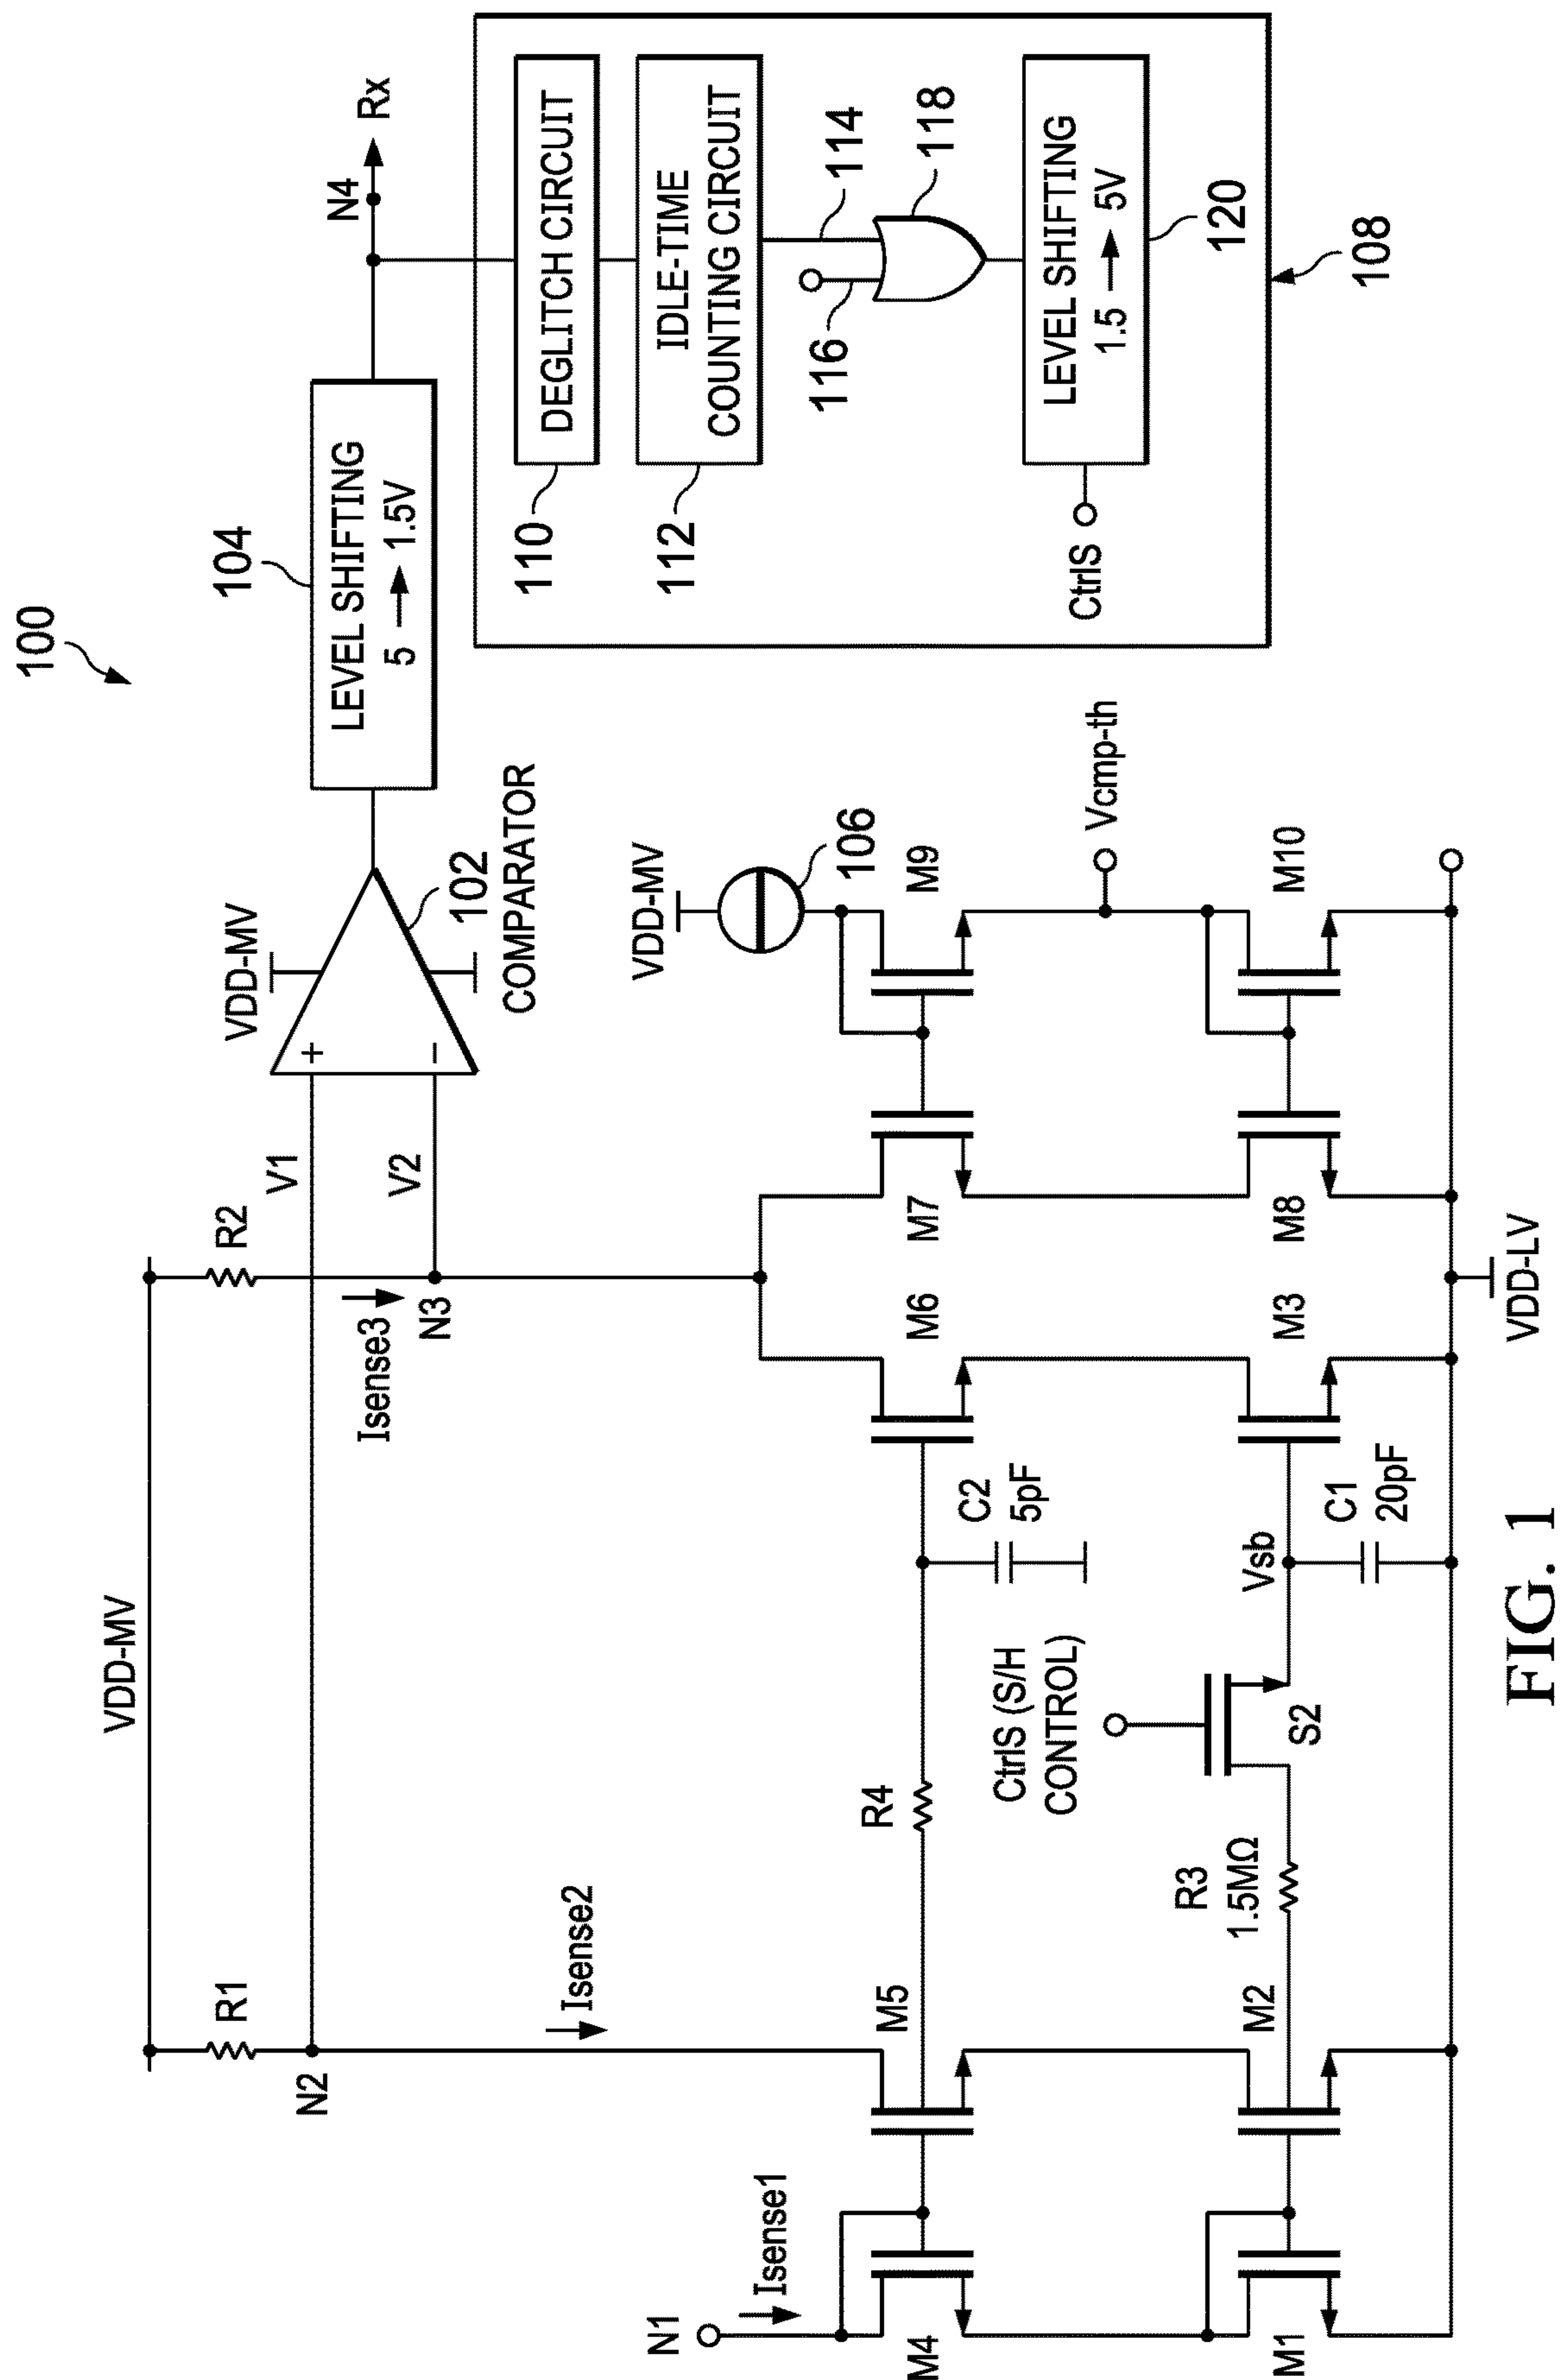 100
VDD-MV
R1
N2
R2
Isense3
N3
V1
V2
VDD-MV
+
−
102
COMPARATOR
104
LEVEL SHIFTING
5 → 1.5V
N4
Rx
N1
Isense1
Isense2
M4
M5
R4
C2
5pF
M6
M7
M9
VDD-MV
106
CtrlS (S/H
CONTROL)
Vcmp-th
M1
M2
R3
1.5MΩ
S2
Vsb
C1
20pF
M3
M8
M10
VDD-LV
110
DEGLITCH CIRCUIT
112
IDLE-TIME
COUNTING CIRCUIT
116
114
118
CtrlS
LEVEL SHIFTING
1.5 → 5V
120
108
FIG. 1